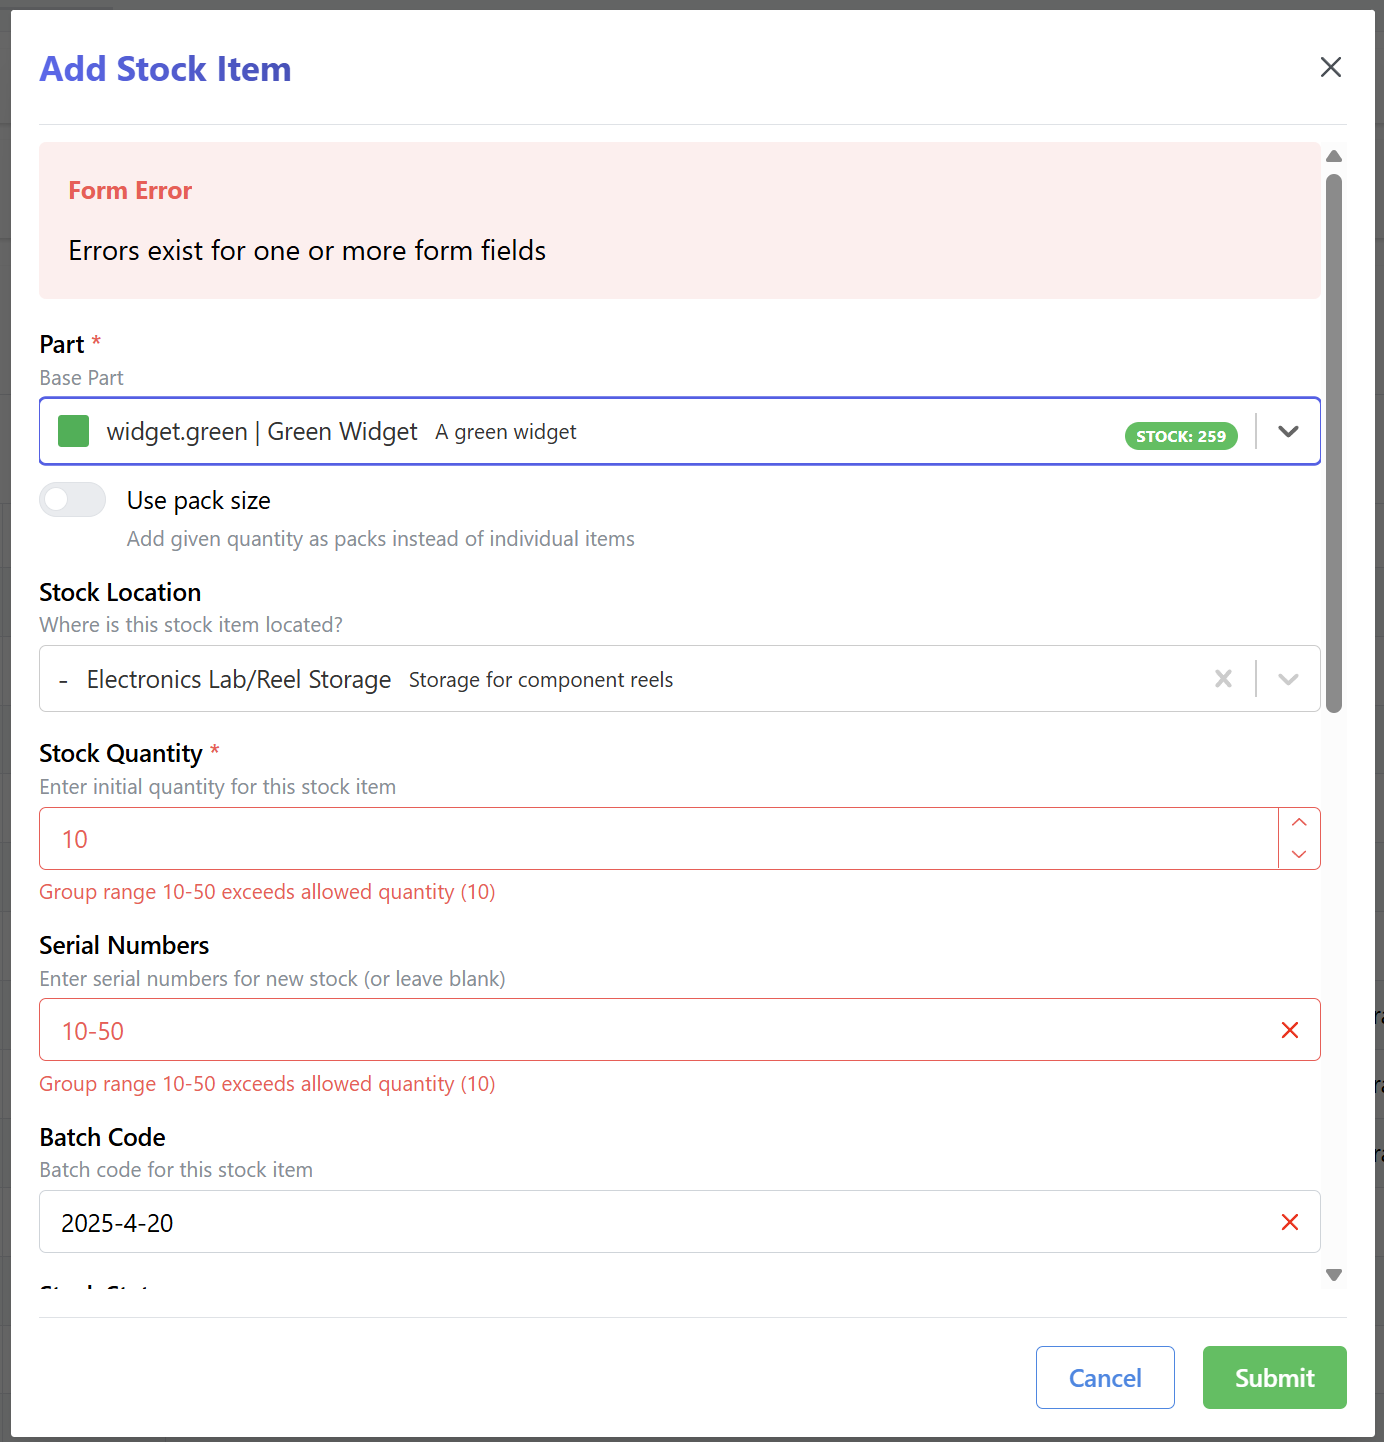 Add Stock Item
Form Error
Errors exist for one or more form fields
Part *
Base Part
widget.green | Green Widget A green widget STOCK: 259
Use pack size
Add given quantity as packs instead of individual items
Stock Location
Where is this stock item located?
- Electronics Lab/Reel Storage Storage for component reels
Stock Quantity *
Enter initial quantity for this stock item
10
Group range 10-50 exceeds allowed quantity (10)
Serial Numbers
Enter serial numbers for new stock (or leave blank)
10-50
Group range 10-50 exceeds allowed quantity (10)
Batch Code
Batch code for this stock item
2025-4-20
Cancel Submit